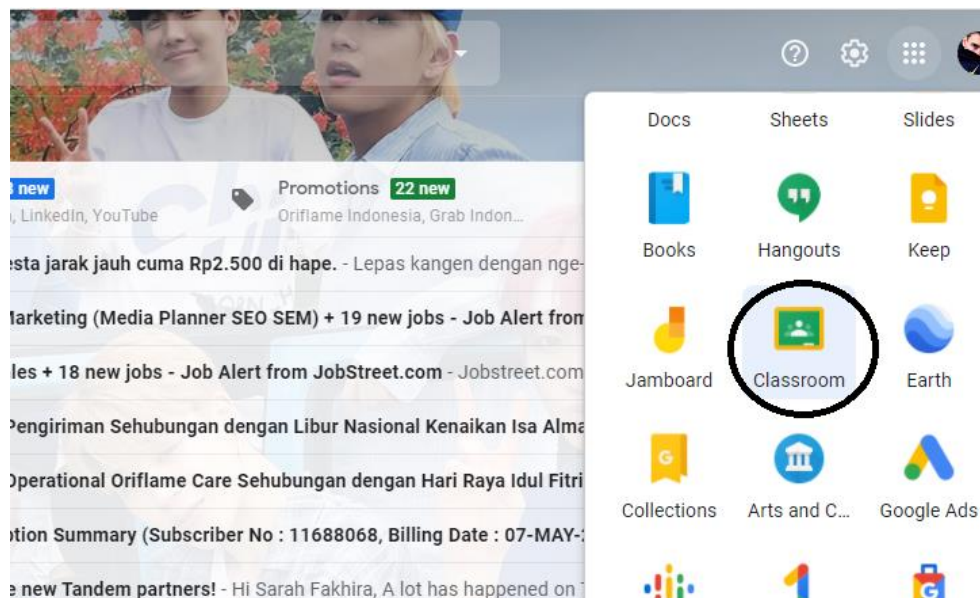 Docs Sheets Slides
new
Promotions 22 new
, LinkedIn, YouTube
Oriflame Indonesia, Grab Indon...
Books Hangouts Keep
esta jarak jauh cuma Rp2.500 di hape. - Lepas kangen dengan nge-
Marketing (Media Planner SEO SEM) + 19 new jobs - Job Alert from
les + 18 new jobs - Job Alert from JobStreet.com - Jobstreet.com
Jamboard Classroom Earth
Pengiriman Sehubungan dengan Libur Nasional Kenaikan Isa Alma
Operational Oriflame Care Sehubungan dengan Hari Raya Idul Fitri
Collections Arts and C... Google Ads
tion Summary (Subscriber No : 11688068, Billing Date : 07-MAY-
e new Tandem partners! - Hi Sarah Fakhira, A lot has happened on